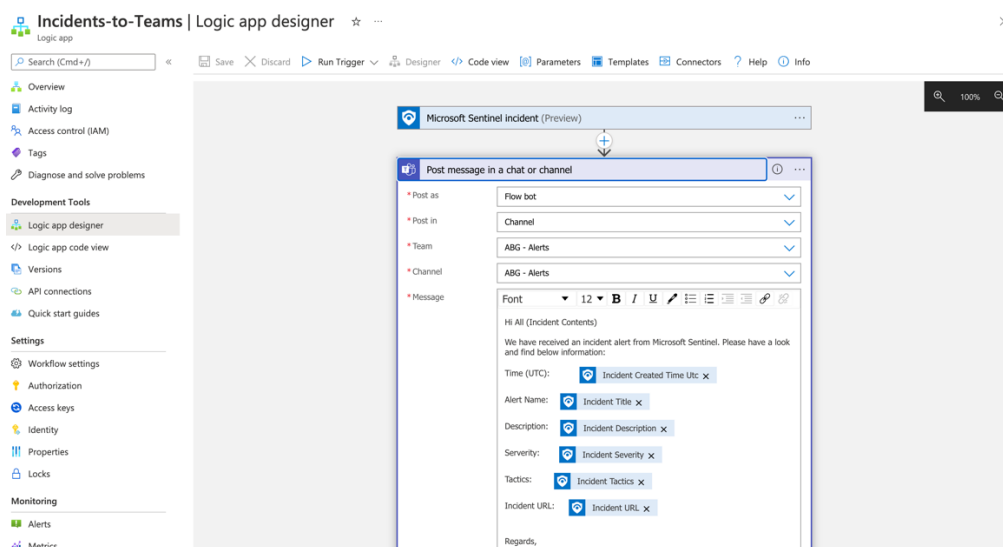 Incidents-to-Teams | Logic app designer
Logic app
Search (Cmd+/)
Save Discard Run Trigger Designer Code view Parameters Templates Connectors Help Info
Overview
Activity log
Access control (IAM)
Tags
Diagnose and solve problems
Development Tools
Logic app designer
Logic app code view
Versions
API connections
Quick start guides
Settings
Workflow settings
Authorization
Access keys
Identity
Properties
Locks
Monitoring
Alerts
Metrics
100%
Microsoft Sentinel incident (Preview)
Post message in a chat or channel
* Post as Flow bot
* Post in Channel
* Team ABG - Alerts
* Channel ABG - Alerts
* Message
Font 12 B I U
Hi All (Incident Contents)
We have received an incident alert from Microsoft Sentinel. Please have a look
and find below information:
Time (UTC): Incident Created Time Utc
Alert Name: Incident Title
Description: Incident Description
Serverity: Incident Severity
Tactics: Incident Tactics
Incident URL: Incident URL
Regards,